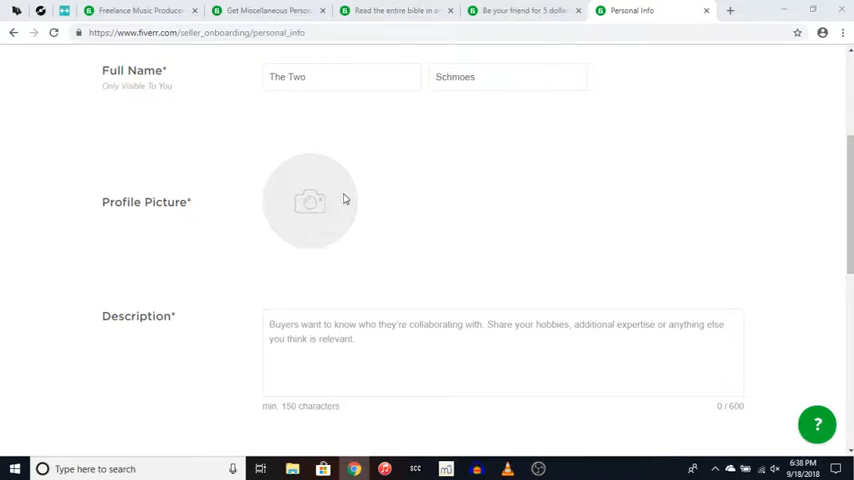 Freelance Music Producer
Get Miscellaneous Person
Read the entire bible in an
Be your friend for 5 dolla
Personal Info
https://www.fiverr.com/seller_onboarding/personal_info
Full Name*
The Two
Schmoes
Only Visible To You
Profile Picture*
Description*
Buyers want to know who they're collaborating with. Share your hobbies, additional expertise or anything else
you think is relevant.
min. 150 characters
0 / 600
?
Type here to search
SCC
6:38 PM
9/18/2018